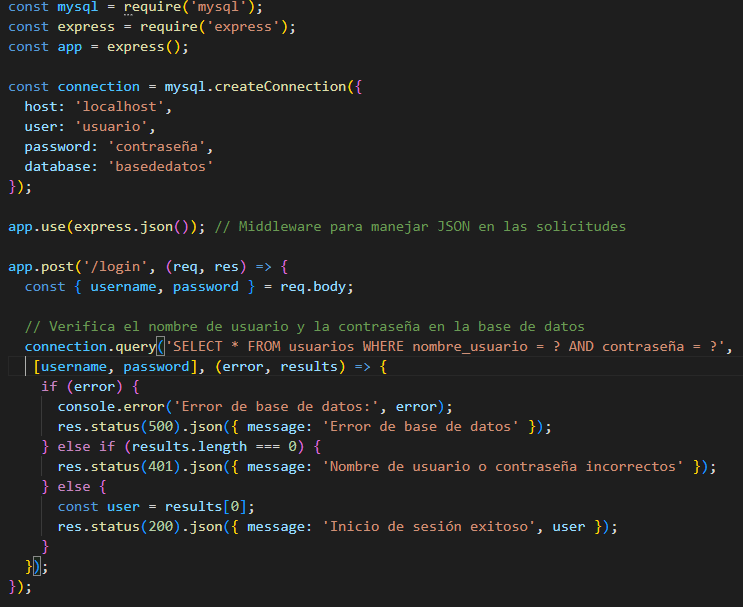 const mysql = require('mysql');
const express = require('express');
const app = express();

const connection = mysql.createConnection({
  host: 'localhost',
  user: 'usuario',
  password: 'contraseña',
  database: 'basededatos'
});

app.use(express.json()); // Middleware para manejar JSON en las solicitudes

app.post('/login', (req, res) => {
  const { username, password } = req.body;

  // Verifica el nombre de usuario y la contraseña en la base de datos
  connection.query('SELECT * FROM usuarios WHERE nombre_usuario = ? AND contraseña = ?',
   [username, password], (error, results) => {
    if (error) {
      console.error('Error de base de datos:', error);
      res.status(500).json({ message: 'Error de base de datos' });
    } else if (results.length === 0) {
      res.status(401).json({ message: 'Nombre de usuario o contraseña incorrectos' });
    } else {
      const user = results[0];
      res.status(200).json({ message: 'Inicio de sesión exitoso', user });
    }
  });
});